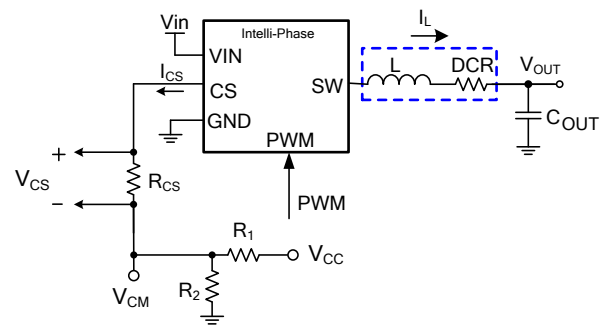 Vin
Intelli-Phase
I_L
VIN
L
DCR
V_OUT
I_CS
CS
SW
GND
C_OUT
PWM
+
V_CS
R_CS
PWM
–
R_1
V_CC
R_2
V_CM